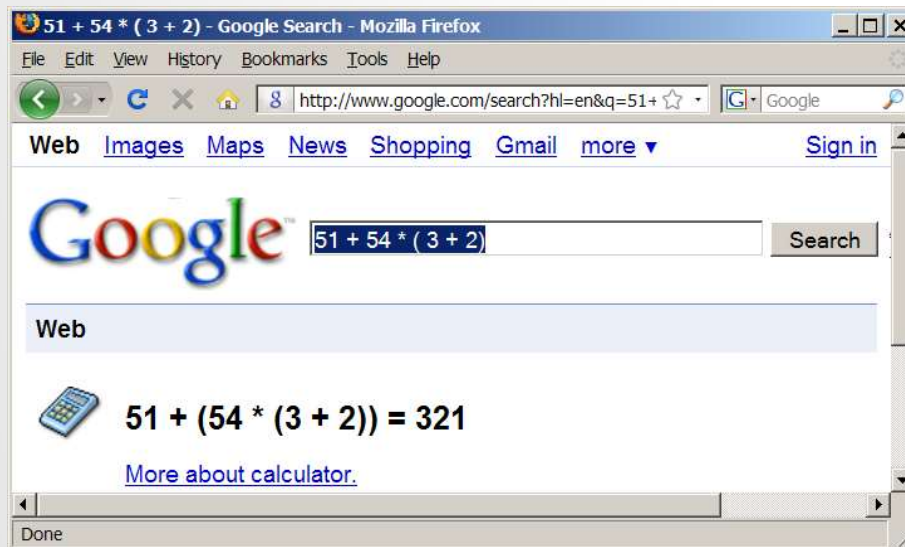 51 + 54 * ( 3 + 2) - Google Search - Mozilla Firefox
File Edit View History Bookmarks Tools Help
http://www.google.com/search?hl=en&q=51+ G Google
Web Images Maps News Shopping Gmail more ▼ Sign in
Google™ 51 + 54 * ( 3 + 2) Search
Web
51 + (54 * (3 + 2)) = 321
More about calculator.
Done